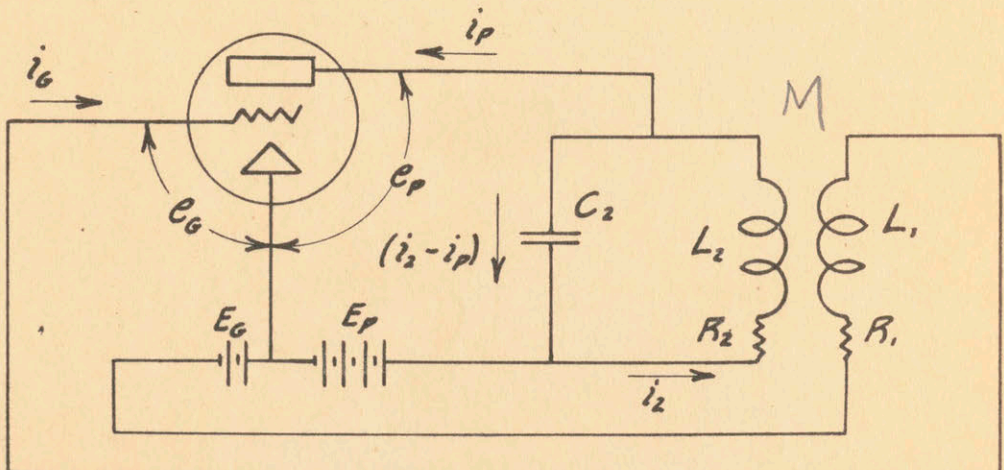 i_P
i_G
M
e_P
e_G
C_2
(i_2-i_P)
L_2
L_1
E_G
E_P
R_2
R_1
i_2